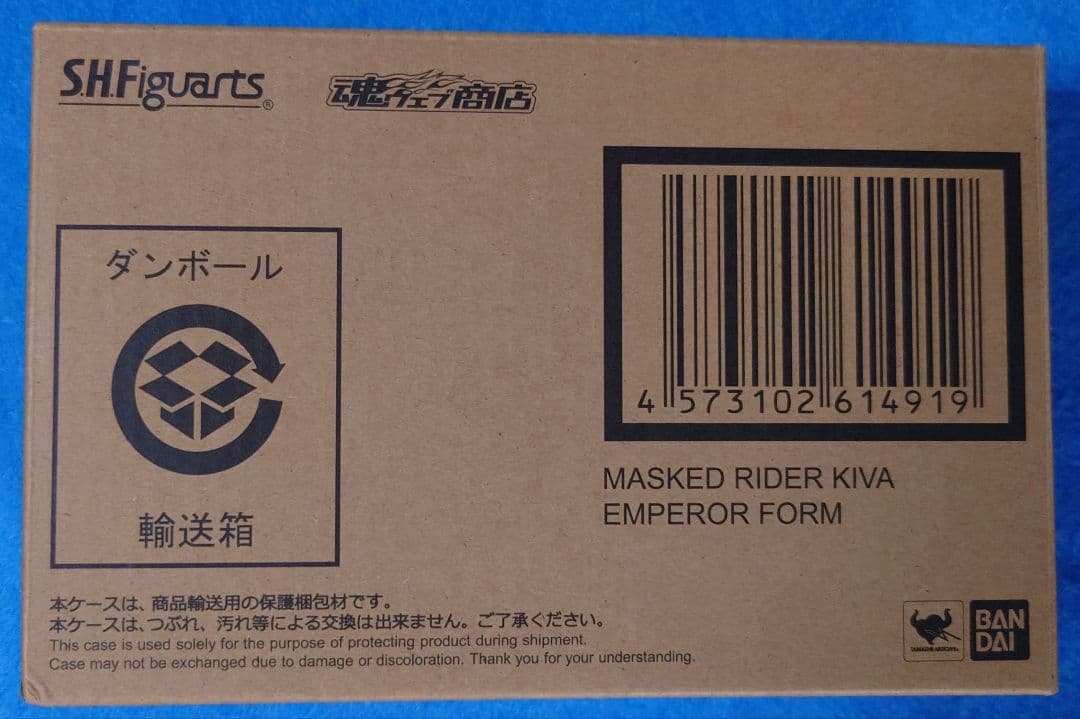 S.H.Figuarts®
魂ウェブ商店
ダンボール
輸送箱
4 573102 614919
MASKED RIDER KIVA
EMPEROR FORM
本ケースは、商品輸送用の保護梱包材です。
本ケースは、つぶれ、汚れ等による交換は出来ません。ご了承ください。
This case is used solely for the purpose of protecting product during shipment.
Case may not be exchanged due to damage or discoloration. Thank you for your understanding.
TAMASHII NATIONS
BAN
DAI